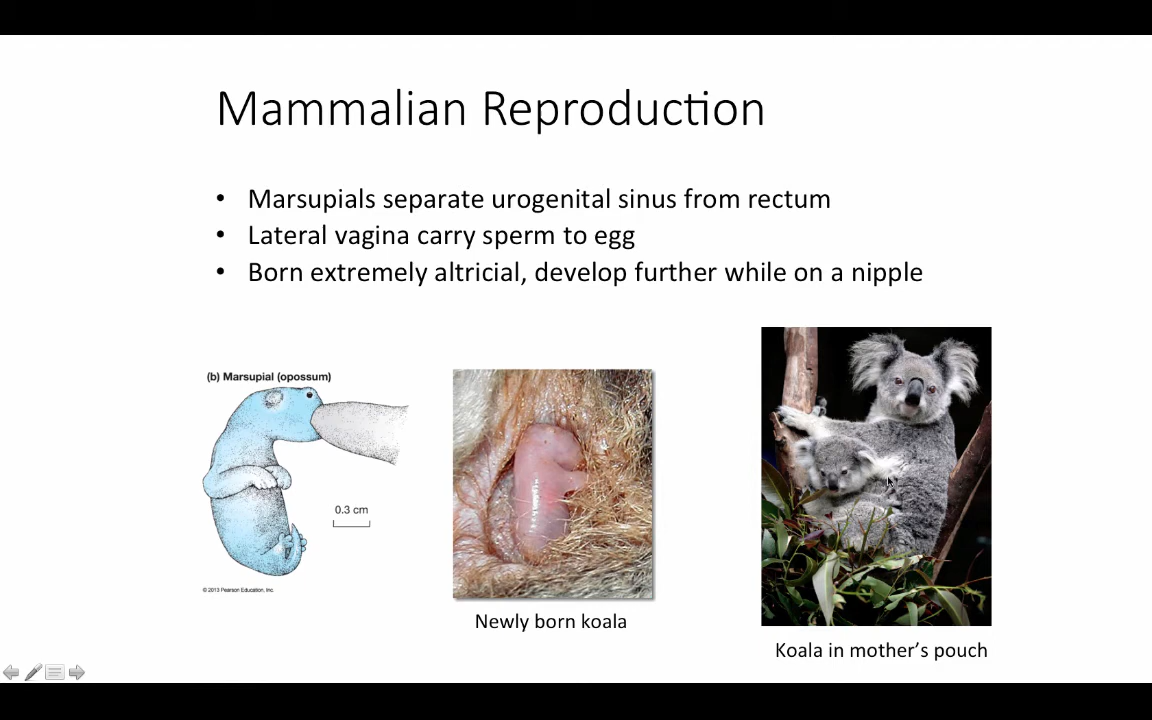 Mammalian Reproduction
• Marsupials separate urogenital sinus from rectum
• Lateral vagina carry sperm to egg
• Born extremely altricial, develop further while on a nipple
(b) Marsupial (opossum)
0.3 cm
© 2013 Pearson Education, Inc.
Newly born koala
Koala in mother’s pouch